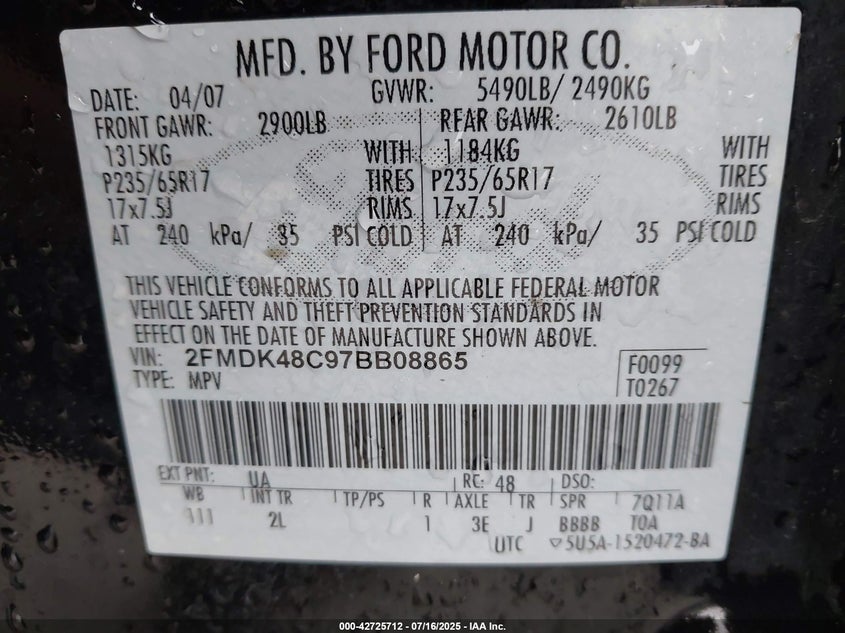 MFD. BY FORD MOTOR CO.
DATE: 04/07 GVWR: 5490LB/ 2490KG
FRONT GAWR: 2900LB REAR GAWR: 2610LB
1315KG WITH 1184KG WITH
P235/65R17 TIRES P235/65R17 TIRES
17x7.5J RIMS 17x7.5J RIMS
AT 240 kPa/ 35 PSI COLD AT 240 kPa/ 35 PSI COLD
THIS VEHICLE CONFORMS TO ALL APPLICABLE FEDERAL MOTOR
VEHICLE SAFETY AND THEFT PREVENTION STANDARDS IN
EFFECT ON THE DATE OF MANUFACTURE SHOWN ABOVE.
VIN: 2FMDK48C97BB08865 F0099
TYPE: MPV T0267
EXT PNT: UA RC: 48 DSO:
WB INT TR TP/PS R AXLE TR SPR 7Q11A
111 2L 1 3E J BBBB TOA
UTC ▽5U5A-1520472-BA
000-42725712 - 07/16/2025 - IAA Inc.